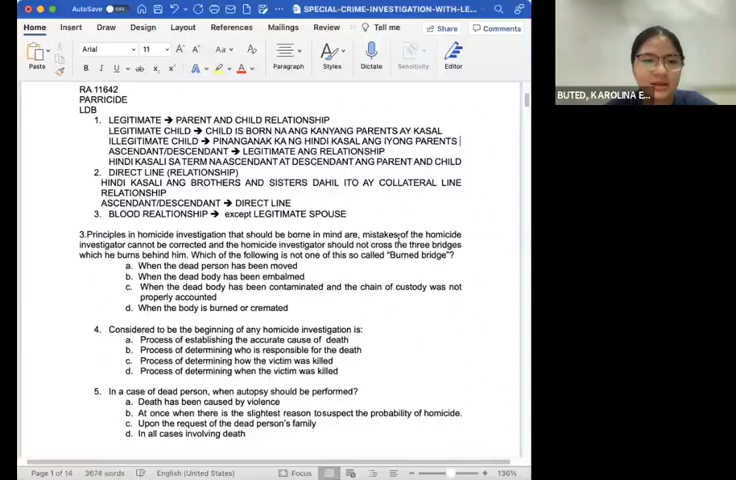 AutoSave OFF
SPECIAL-CRIME-INVESTIGATION-WITH-LE...
Home Insert Draw Design Layout References Mailings Review Tell me Share Comments
Paste Arial 11 Paragraph Styles Dictate Sensitivity Editor
BUTED, KAROLINA E...
RA 11642
PARRICIDE
LDB
1. LEGITIMATE ➔ PARENT AND CHILD RELATIONSHIP
LEGITIMATE CHILD ➔ CHILD IS BORN NA ANG KANYANG PARENTS AY KASAL
ILLEGITIMATE CHILD ➔ PINANGANAK KA NG HINDI KASAL ANG IYONG PARENTS
ASCENDANT/DESCENDANT ➔ LEGITIMATE ANG RELATIONSHIP
HINDI KASALI SA TERM NA ASCENDANT AT DESCENDANT ANG PARENT AND CHILD
2. DIRECT LINE (RELATIONSHIP)
HINDI KASALI ANG BROTHERS AND SISTERS DAHIL ITO AY COLLATERAL LINE
RELATIONSHIP
ASCENDANT/DESCENDANT ➔ DIRECT LINE
3. BLOOD REALTIONSHIP ➔ except LEGITIMATE SPOUSE
3.Principles in homicide investigation that should be borne in mind are, mistakes of the homicide
investigator cannot be corrected and the homicide investigator should not cross the three bridges
which he burns behind him. Which of the following is not one of this so called "Burned bridge"?
a. When the dead person has been moved
b. When the dead body has been embalmed
c. When the dead body has been contaminated and the chain of custody was not
properly accounted
d. When the body is burned or cremated
4. Considered to be the beginning of any homicide investigation is:
a. Process of establishing the accurate cause of death
b. Process of determining who is responsible for the death
c. Process of determining how the victim was killed
d. Process of determining when the victim was killed
5. In a case of dead person, when autopsy should be performed?
a. Death has been caused by violence
b. At once when there is the slightest reason to suspect the probability of homicide.
c. Upon the request of the dead person's family
d. In all cases involving death
Page 1 of 14 3674 words English (United States) Focus 136%